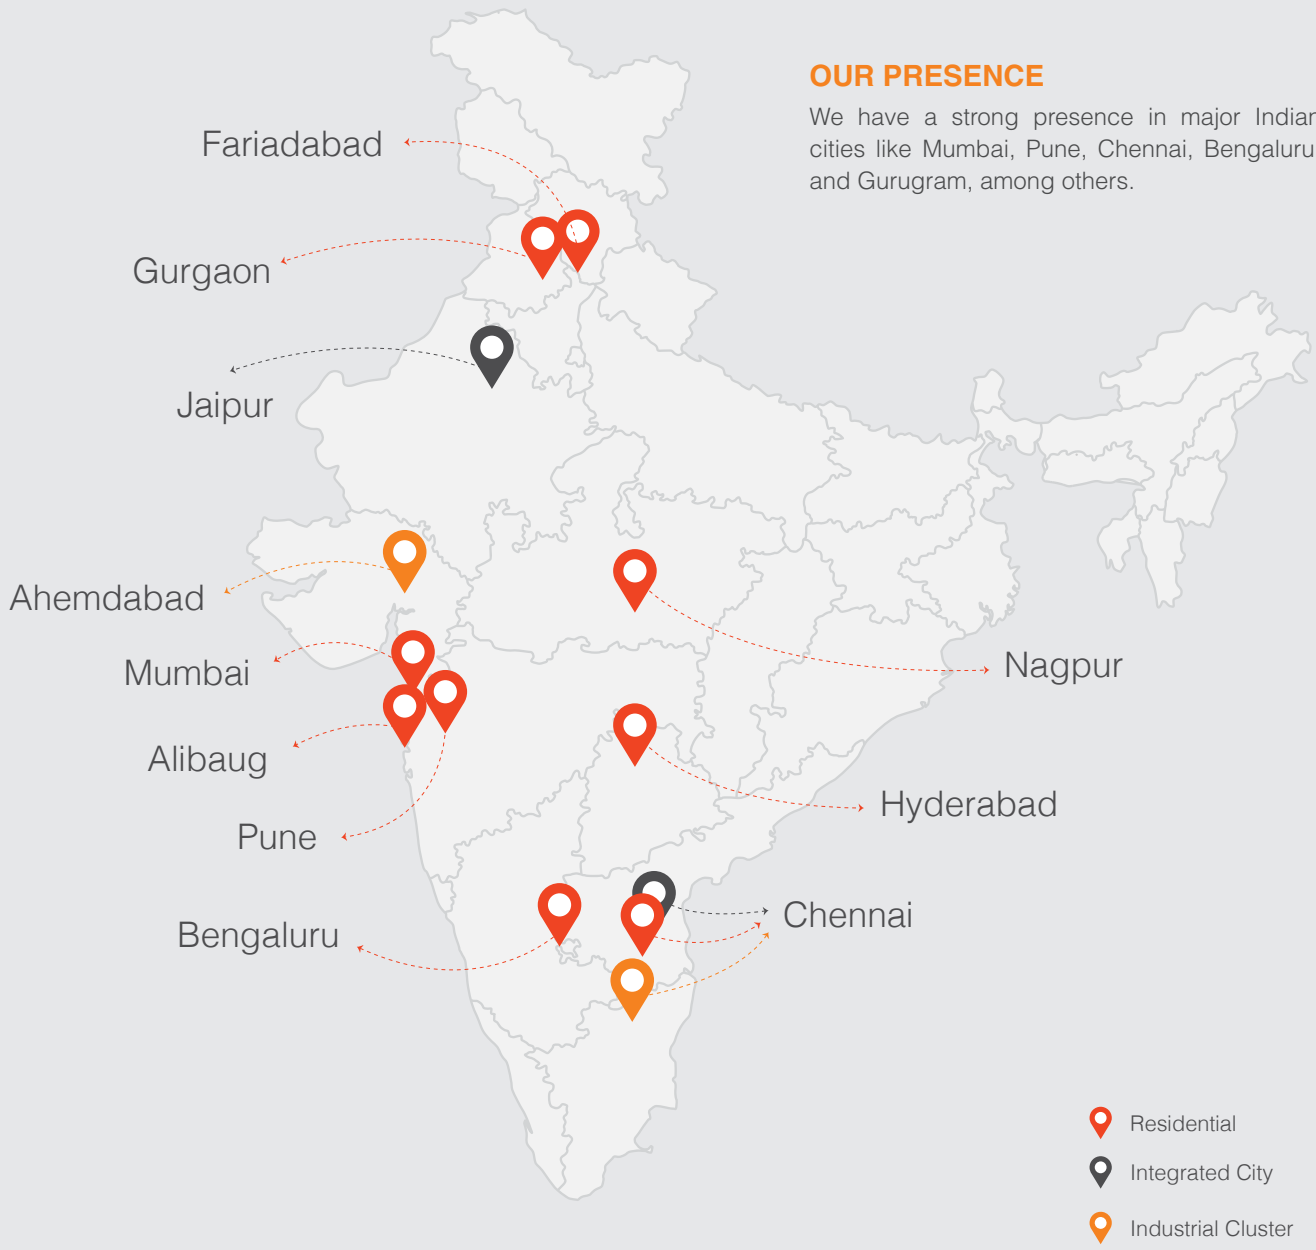 OUR PRESENCE
We have a strong presence in major Indian
cities like Mumbai, Pune, Chennai, Bengaluru
and Gurugram, among others.
Fariadabad
Gurgaon
Jaipur
Ahemdabad
Mumbai
Alibaug
Pune
Bengaluru
Nagpur
Hyderabad
Chennai
Residential
Integrated City
Industrial Cluster